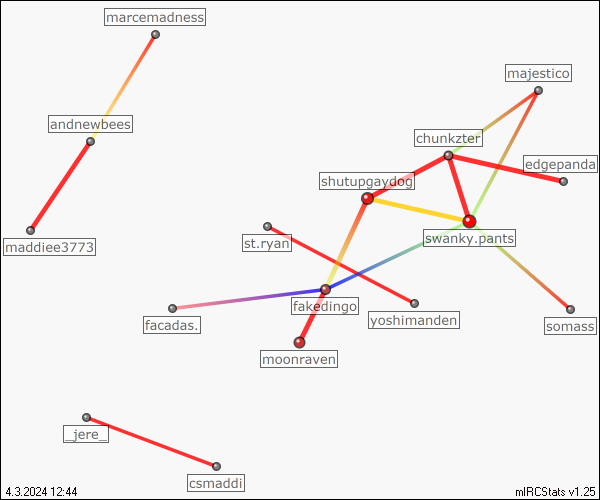 marcemadness
majestico
andnewbees
chunkzter
edgepanda
shutupgaydog
swanky.pants
st.ryan
maddiee3773
fakedingo
facadas.
yoshimanden
somass
moonraven
_jere_
csmaddi
4.3.2024 12:44
mIRCStats v1.25